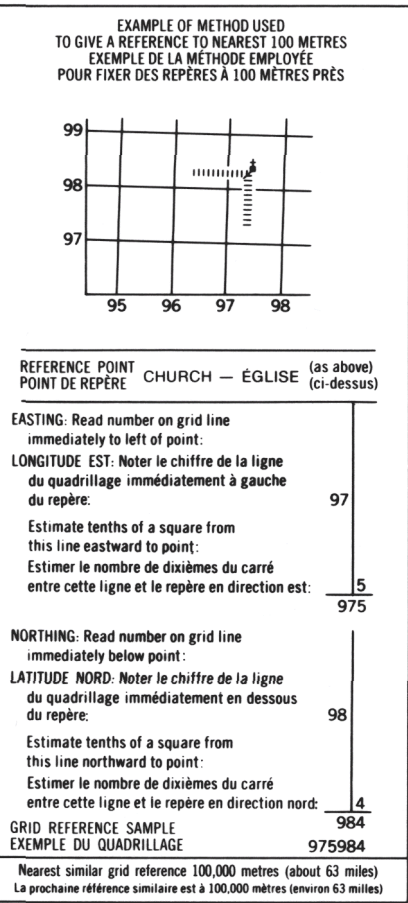 EXAMPLE OF METHOD USED
TO GIVE A REFERENCE TO NEAREST 100 METRES
EXEMPLE DE LA MÉTHODE EMPLOYÉE
POUR FIXER DES REPÈRES À 100 MÈTRES PRÈS
99
98
97
95 96 97 98
REFERENCE POINT
POINT DE REPÈRE
CHURCH — ÉGLISE
(as above)
(ci-dessus)
EASTING: Read number on grid line
immediately to left of point:
LONGITUDE EST: Noter le chiffre de la ligne
du quadrillage immédiatement à gauche
du repère: 97
Estimate tenths of a square from
this line eastward to point:
Estimer le nombre de dixièmes du carré
entre cette ligne et le repère en direction est: 5
975
NORTHING: Read number on grid line
immediately below point:
LATITUDE NORD: Noter le chiffre de la ligne
du quadrillage immédiatement en dessous
du repère: 98
Estimate tenths of a square from
this line northward to point:
Estimer le nombre de dixièmes du carré
entre cette ligne et le repère en direction nord: 4
GRID REFERENCE SAMPLE 984
EXEMPLE DU QUADRILLAGE 975984
Nearest similar grid reference 100,000 metres (about 63 miles)
La prochaine référence similaire est à 100,000 mètres (environ 63 milles)